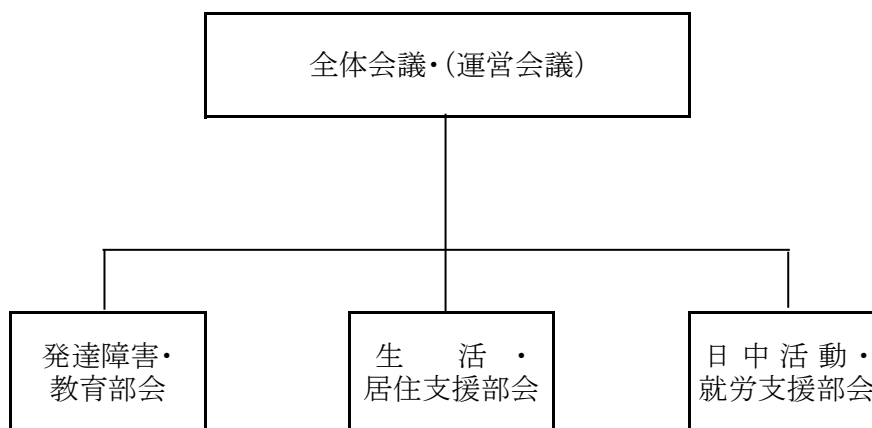 全体会議・(運営会議)
発達障害・
教育部会
生活・
居住支援部会
日中活動・
就労支援部会